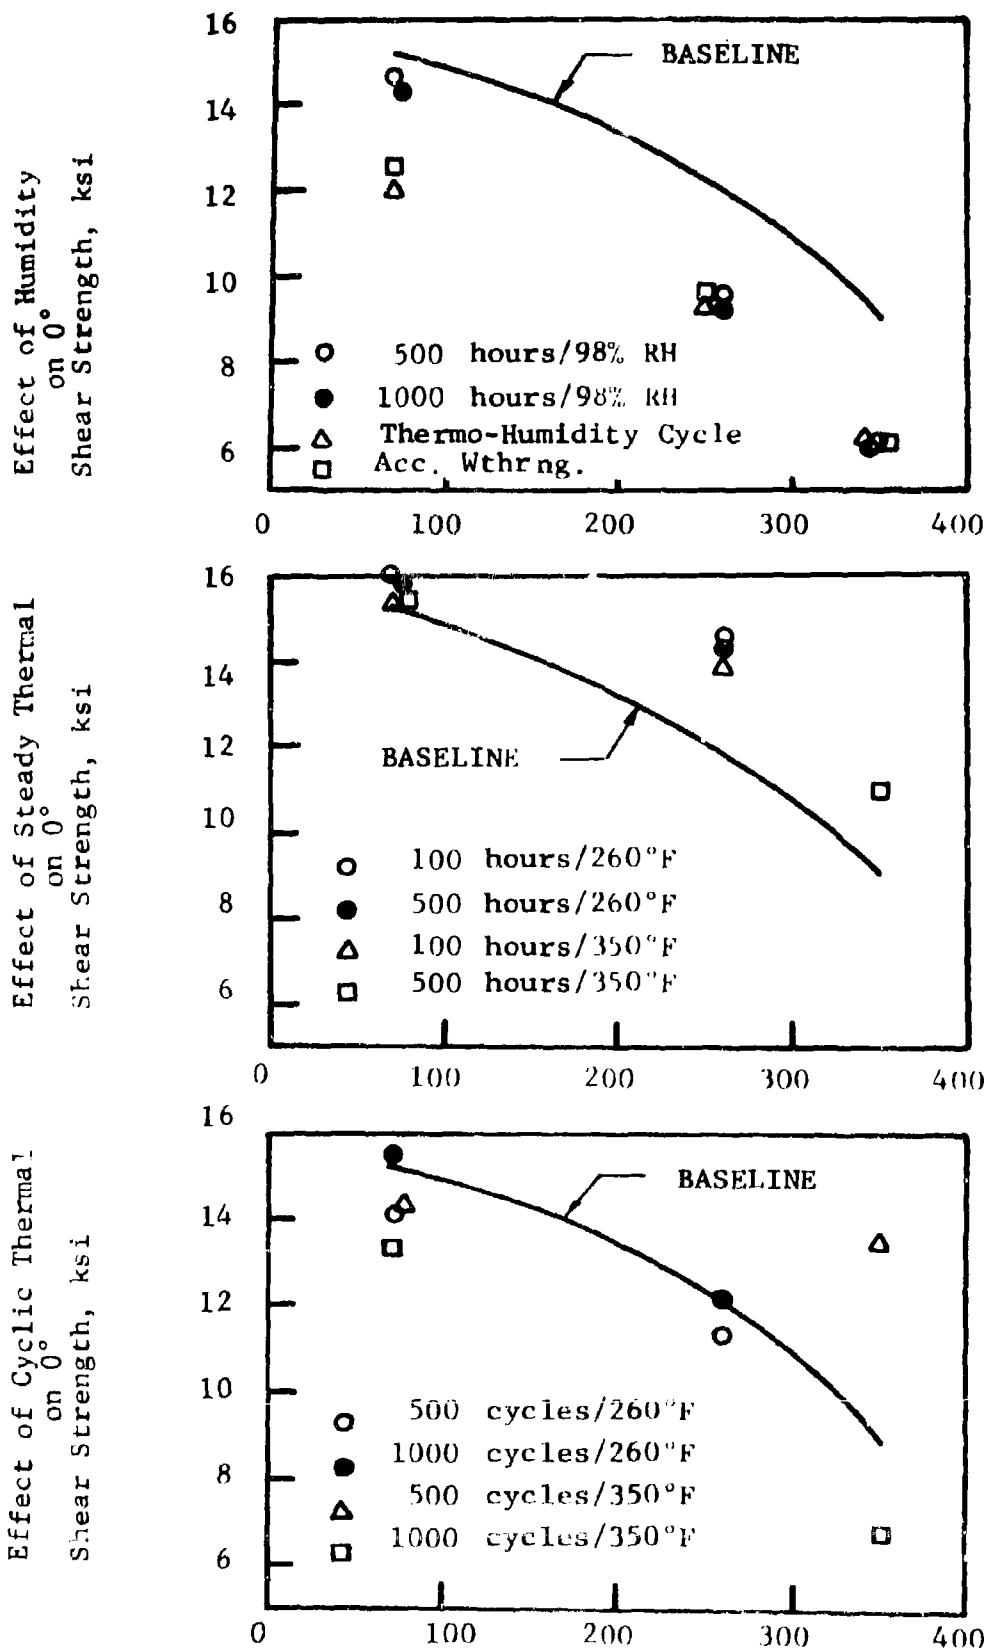 Effect of Humidity
on 0°
Shear Strength, ksi
16
14
12
10
8
6
BASELINE
500 hours/98% RH
1000 hours/98% RH
Thermo-Humidity Cycle
Acc. Wthrng.
0 100 200 300 400
Effect of Steady Thermal
on 0°
Shear Strength, ksi
16
14
12
10
8
6
BASELINE
100 hours/260°F
500 hours/260°F
100 hours/350°F
500 hours/350°F
0 100 200 300 400
Effect of Cyclic Thermal
on 0°
Shear Strength, ksi
16
14
12
10
8
6
BASELINE
500 cycles/260°F
1000 cycles/260°F
500 cycles/350°F
1000 cycles/350°F
0 100 200 300 400